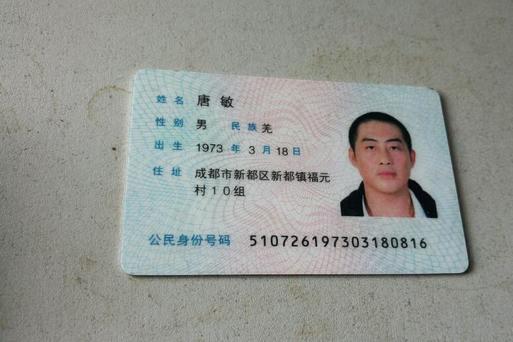 姓名 唐敏
性别 男 民族 羌
出生 1973 年 3 月 18 日
住址 成都市新都区新都镇福元
村10组
公民身份号码 510726197303180816